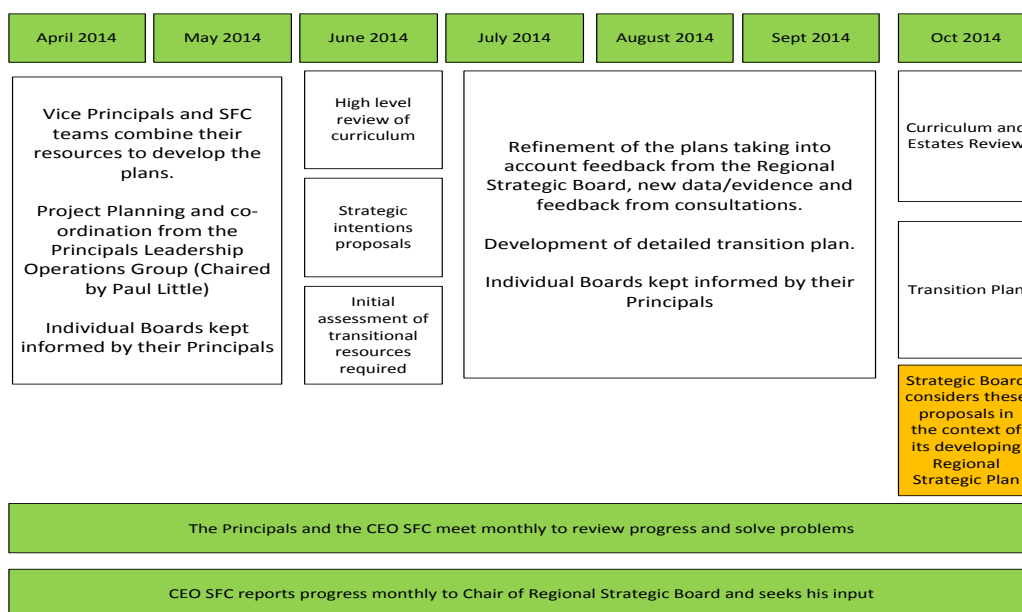 April 2014
May 2014
June 2014
July 2014
August 2014
Sept 2014
Oct 2014
Vice Principals and SFC
teams combine their
resources to develop the
plans.
Project Planning and co-
ordination from the
Principals Leadership
Operations Group (Chaired
by Paul Little)
Individual Boards kept
informed by their Principals
High level
review of
curriculum
Strategic
intentions
proposals
Initial
assessment of
transitional
resources
required
Refinement of the plans taking into
account feedback from the Regional
Strategic Board, new data/evidence and
feedback from consultations.
Development of detailed transition plan.
Individual Boards kept informed by their
Principals
Curriculum and
Estates Review
Transition Plan
Strategic Board
considers these
proposals in
the context of
its developing
Regional
Strategic Plan
The Principals and the CEO SFC meet monthly to review progress and solve problems
CEO SFC reports progress monthly to Chair of Regional Strategic Board and seeks his input